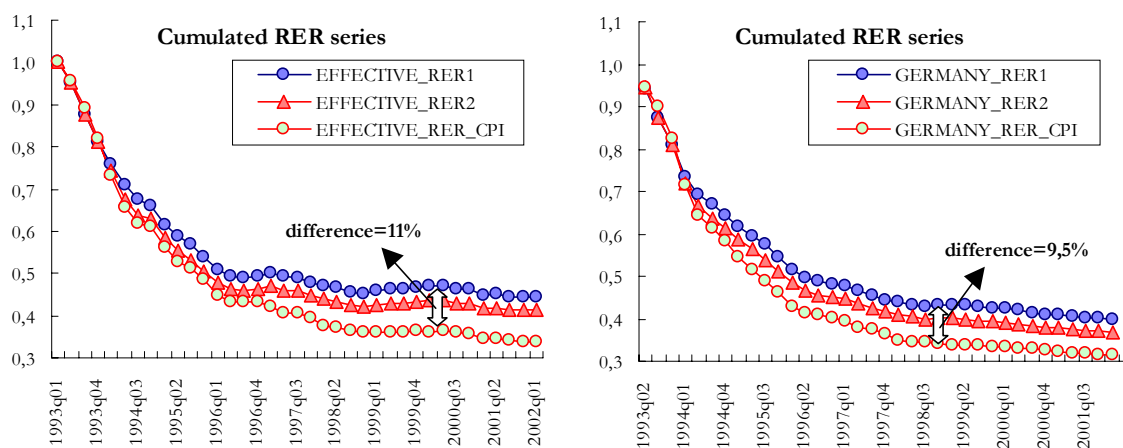 Cumulated RER series
EFFECTIVE_RER1
EFFECTIVE_RER2
EFFECTIVE_RER_CPI
difference=11%
1,1
1,0
0,9
0,8
0,7
0,6
0,5
0,4
0,3
1993q01
1993q04
1994q03
1995q02
1996q01
1996q04
1997q03
1998q02
1999q01
1999q04
2000q03
2001q02
2002q01
Cumulated RER series
GERMANY_RER1
GERMANY_RER2
GERMANY_RER_CPI
difference=9,5%
1,1
1,0
0,9
0,8
0,7
0,6
0,5
0,4
0,3
1993q02
1994q01
1994q04
1995q03
1996q02
1997q01
1997q04
1998q03
1999q02
2000q01
2000q04
2001q03